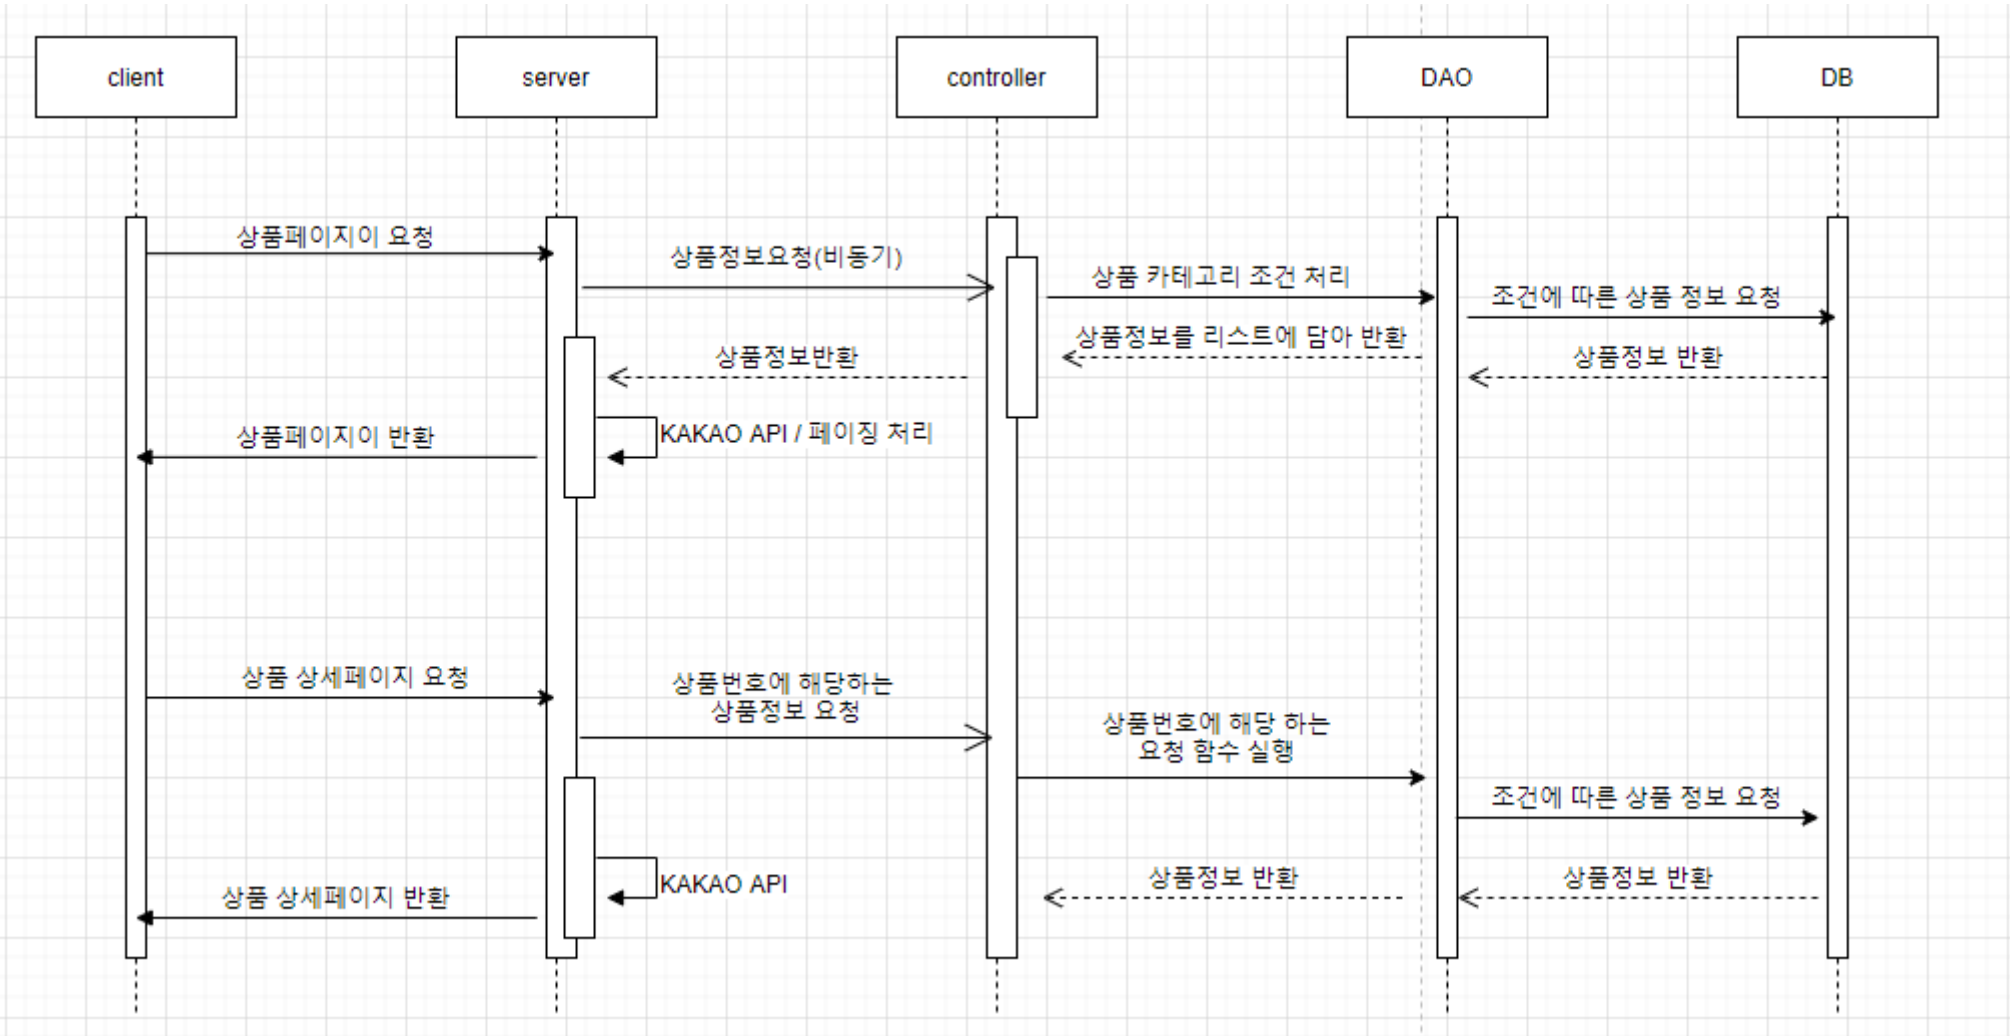 client
server
controller
DAO
DB
상품페이지이 요청
상품정보요청(비동기)
상품 카테고리 조건 처리
조건에 따른 상품 정보 요청
상품정보를 리스트에 담아 반환
상품정보반환
상품정보 반환
KAKAO API / 페이징 처리
상품페이지이 반환
상품 상세페이지 요청
상품번호에 해당하는
상품정보 요청
상품번호에 해당 하는
요청 함수 실행
조건에 따른 상품 정보 요청
상품정보 반환
상품정보 반환
KAKAO API
상품 상세페이지 반환